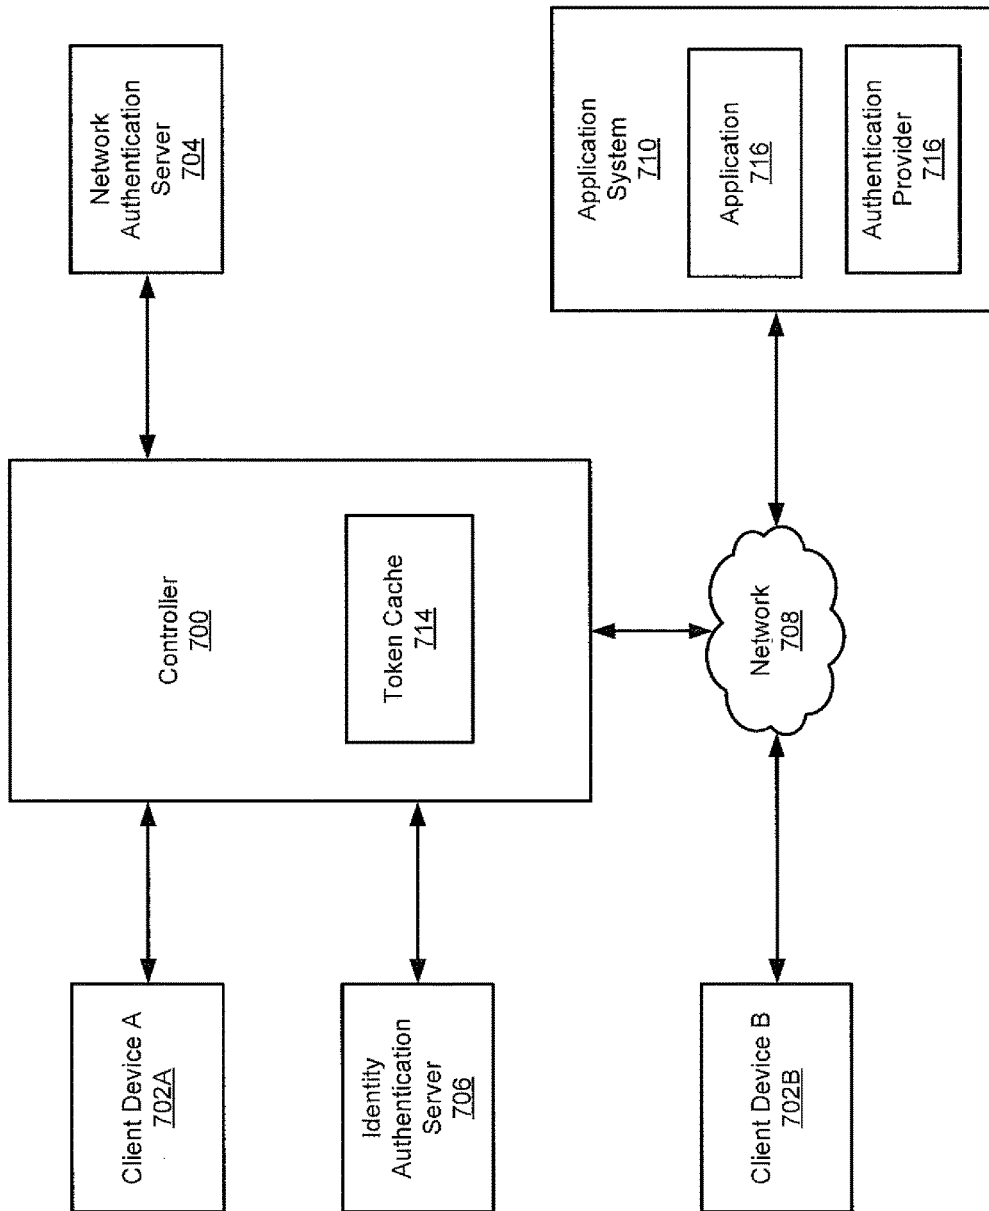 Client Device A
702A
Identity
Authentication
Server
706
Client Device B
702B
Controller
700
Token Cache
714
Network
708
Network
Authentication
Server
704
Application
System
710
Application
716
Authentication
Provider
716